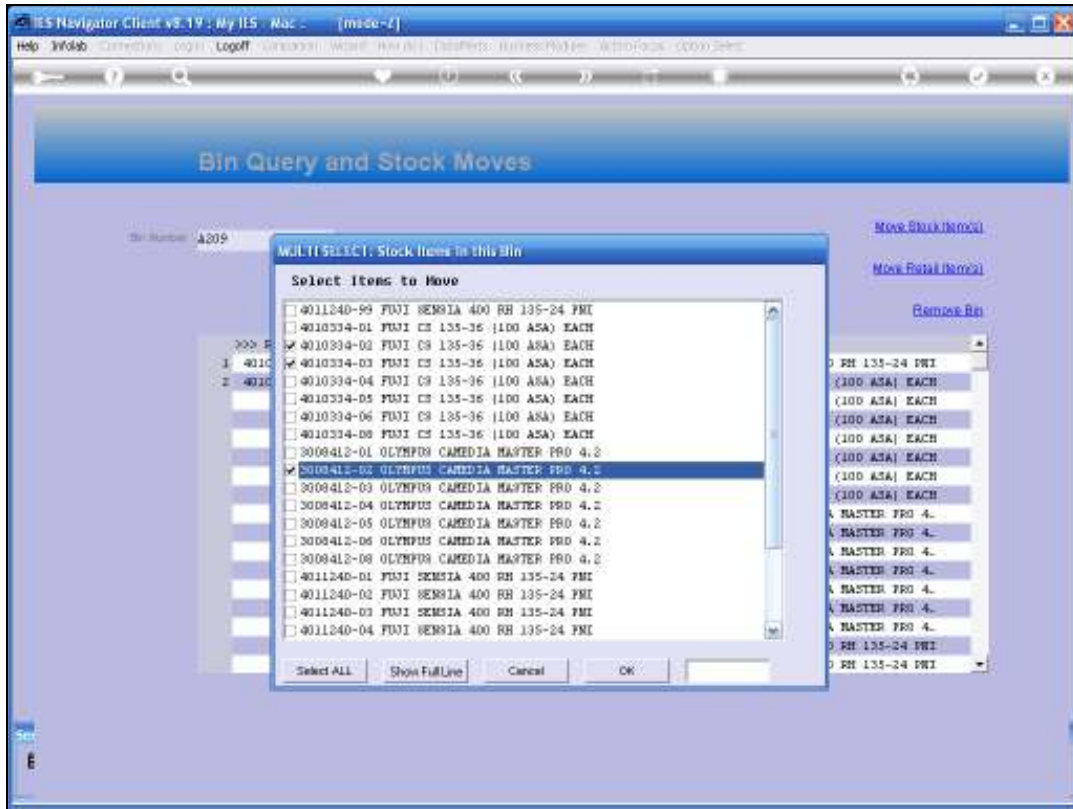 IES Navigator Client v8.19 : My IES - Mac : [mode-Z]
Help Infolab Logoff
Bin Query and Stock Moves
Bin Number A209
Move Stock Item(s)
Move Retail Item(s)
Remove Bin
MULTI SELECT: Stock Items in this Bin
Select Items to Move
4011240-99 FUJI SENSIA 400 RH 135-24 PNI
4010334-01 FUJI CS 135-36 (100 ASA) EACH
4010334-02 FUJI CS 135-36 (100 ASA) EACH
4010334-03 FUJI CS 135-36 (100 ASA) EACH
4010334-04 FUJI CS 135-36 (100 ASA) EACH
4010334-05 FUJI CS 135-36 (100 ASA) EACH
4010334-06 FUJI CS 135-36 (100 ASA) EACH
4010334-08 FUJI CS 135-36 (100 ASA) EACH
3008412-01 OLYMPUS CAMEDIA MASTER PRO 4.2
3008412-02 OLYMPUS CAMEDIA MASTER PRO 4.2
3008412-03 OLYMPUS CAMEDIA MASTER PRO 4.2
3008412-04 OLYMPUS CAMEDIA MASTER PRO 4.2
3008412-05 OLYMPUS CAMEDIA MASTER PRO 4.2
3008412-06 OLYMPUS CAMEDIA MASTER PRO 4.2
3008412-08 OLYMPUS CAMEDIA MASTER PRO 4.2
4011240-01 FUJI SENSIA 400 RH 135-24 PNI
4011240-02 FUJI SENSIA 400 RH 135-24 PNI
4011240-03 FUJI SENSIA 400 RH 135-24 PNI
4011240-04 FUJI SENSIA 400 RH 135-24 PNI
Select ALL Show Full Line Cancel OK
>>>
1 401C RH 135-24 PNI
2 401C (100 ASA) EACH
(100 ASA) EACH
(100 ASA) EACH
(100 ASA) EACH
(100 ASA) EACH
(100 ASA) EACH
(100 ASA) EACH
MASTER PRO 4.
MASTER PRO 4.
MASTER PRO 4.
MASTER PRO 4.
MASTER PRO 4.
MASTER PRO 4.
MASTER PRO 4.
RH 135-24 PNI
RH 135-24 PNI